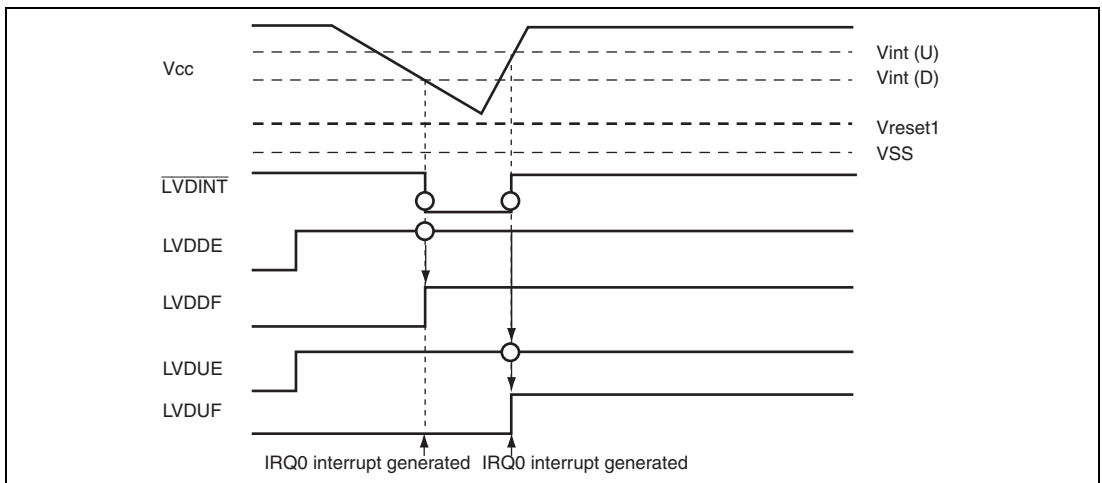 Vcc
Vint (U)
Vint (D)
Vreset1
VSS
LVDINT
LVDDE
LVDDF
LVDUE
LVDUF
IRQ0 interrupt generated
IRQ0 interrupt generated